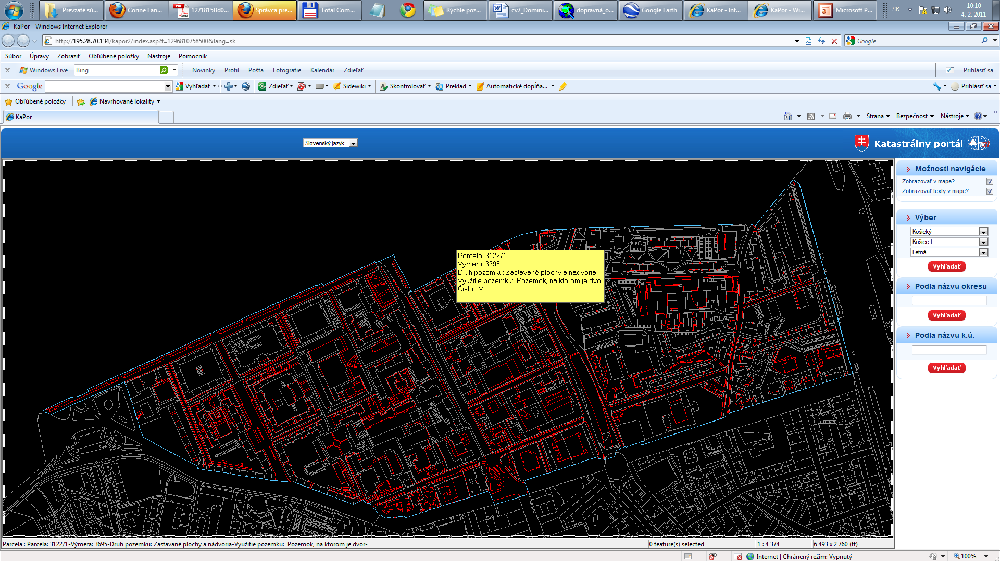 Prevzaté sú...
Corine Lan...
1271815Bd0...
Správca pre...
Total Com...
Rýchle poz...
cv7_Domini...
dopravná_o...
Google Earth
KaPor - Inf...
KaPor - Wi...
Microsoft P...
SK
10:10
4. 2. 2011
KaPor - Windows Internet Explorer
http://195.28.70.134/kapor2/index.asp?t=1296810758500&lang=sk
Google
Súbor Úpravy Zobraziť Obľúbené položky Nástroje Pomocník
x Windows Live Bing Novinky Profil Pošta Fotografie Kalendár Zdieľať Prihlásiť sa
x Google Vyhľadať Zdieľať Sidewiki Skontrolovať Preklad Automatické dopĺňa... Prihlásiť sa
Obľúbené položky Navrhované lokality
KaPor
Strana Bezpečnosť Nástroje
Slovenský jazyk
Katastrálny portál
Možnosti navigácie
Zobrazovať v mape?
Zobrazovať texty v mape?
Výber
Košický
Košice I
Letná
Vyhľadať
Podla názvu okresu
Vyhľadať
Podla názvu k.ú.
Vyhľadať
Parcela: 3122/1
Výmera: 3695
Druh pozemku: Zastavané plochy a nádvoria
Využitie pozemku: Pozemok, na ktorom je dvor
Číslo LV:
Parcela : Parcela: 3122/1-Výmera: 3695-Druh pozemku: Zastavané plochy a nádvoria-Využitie pozemku: Pozemok, na ktorom je dvor-
0 feature(s) selected
1 : 4 374
6 493 x 2 760 (ft)
Internet | Chránený režim: Vypnutý
100%